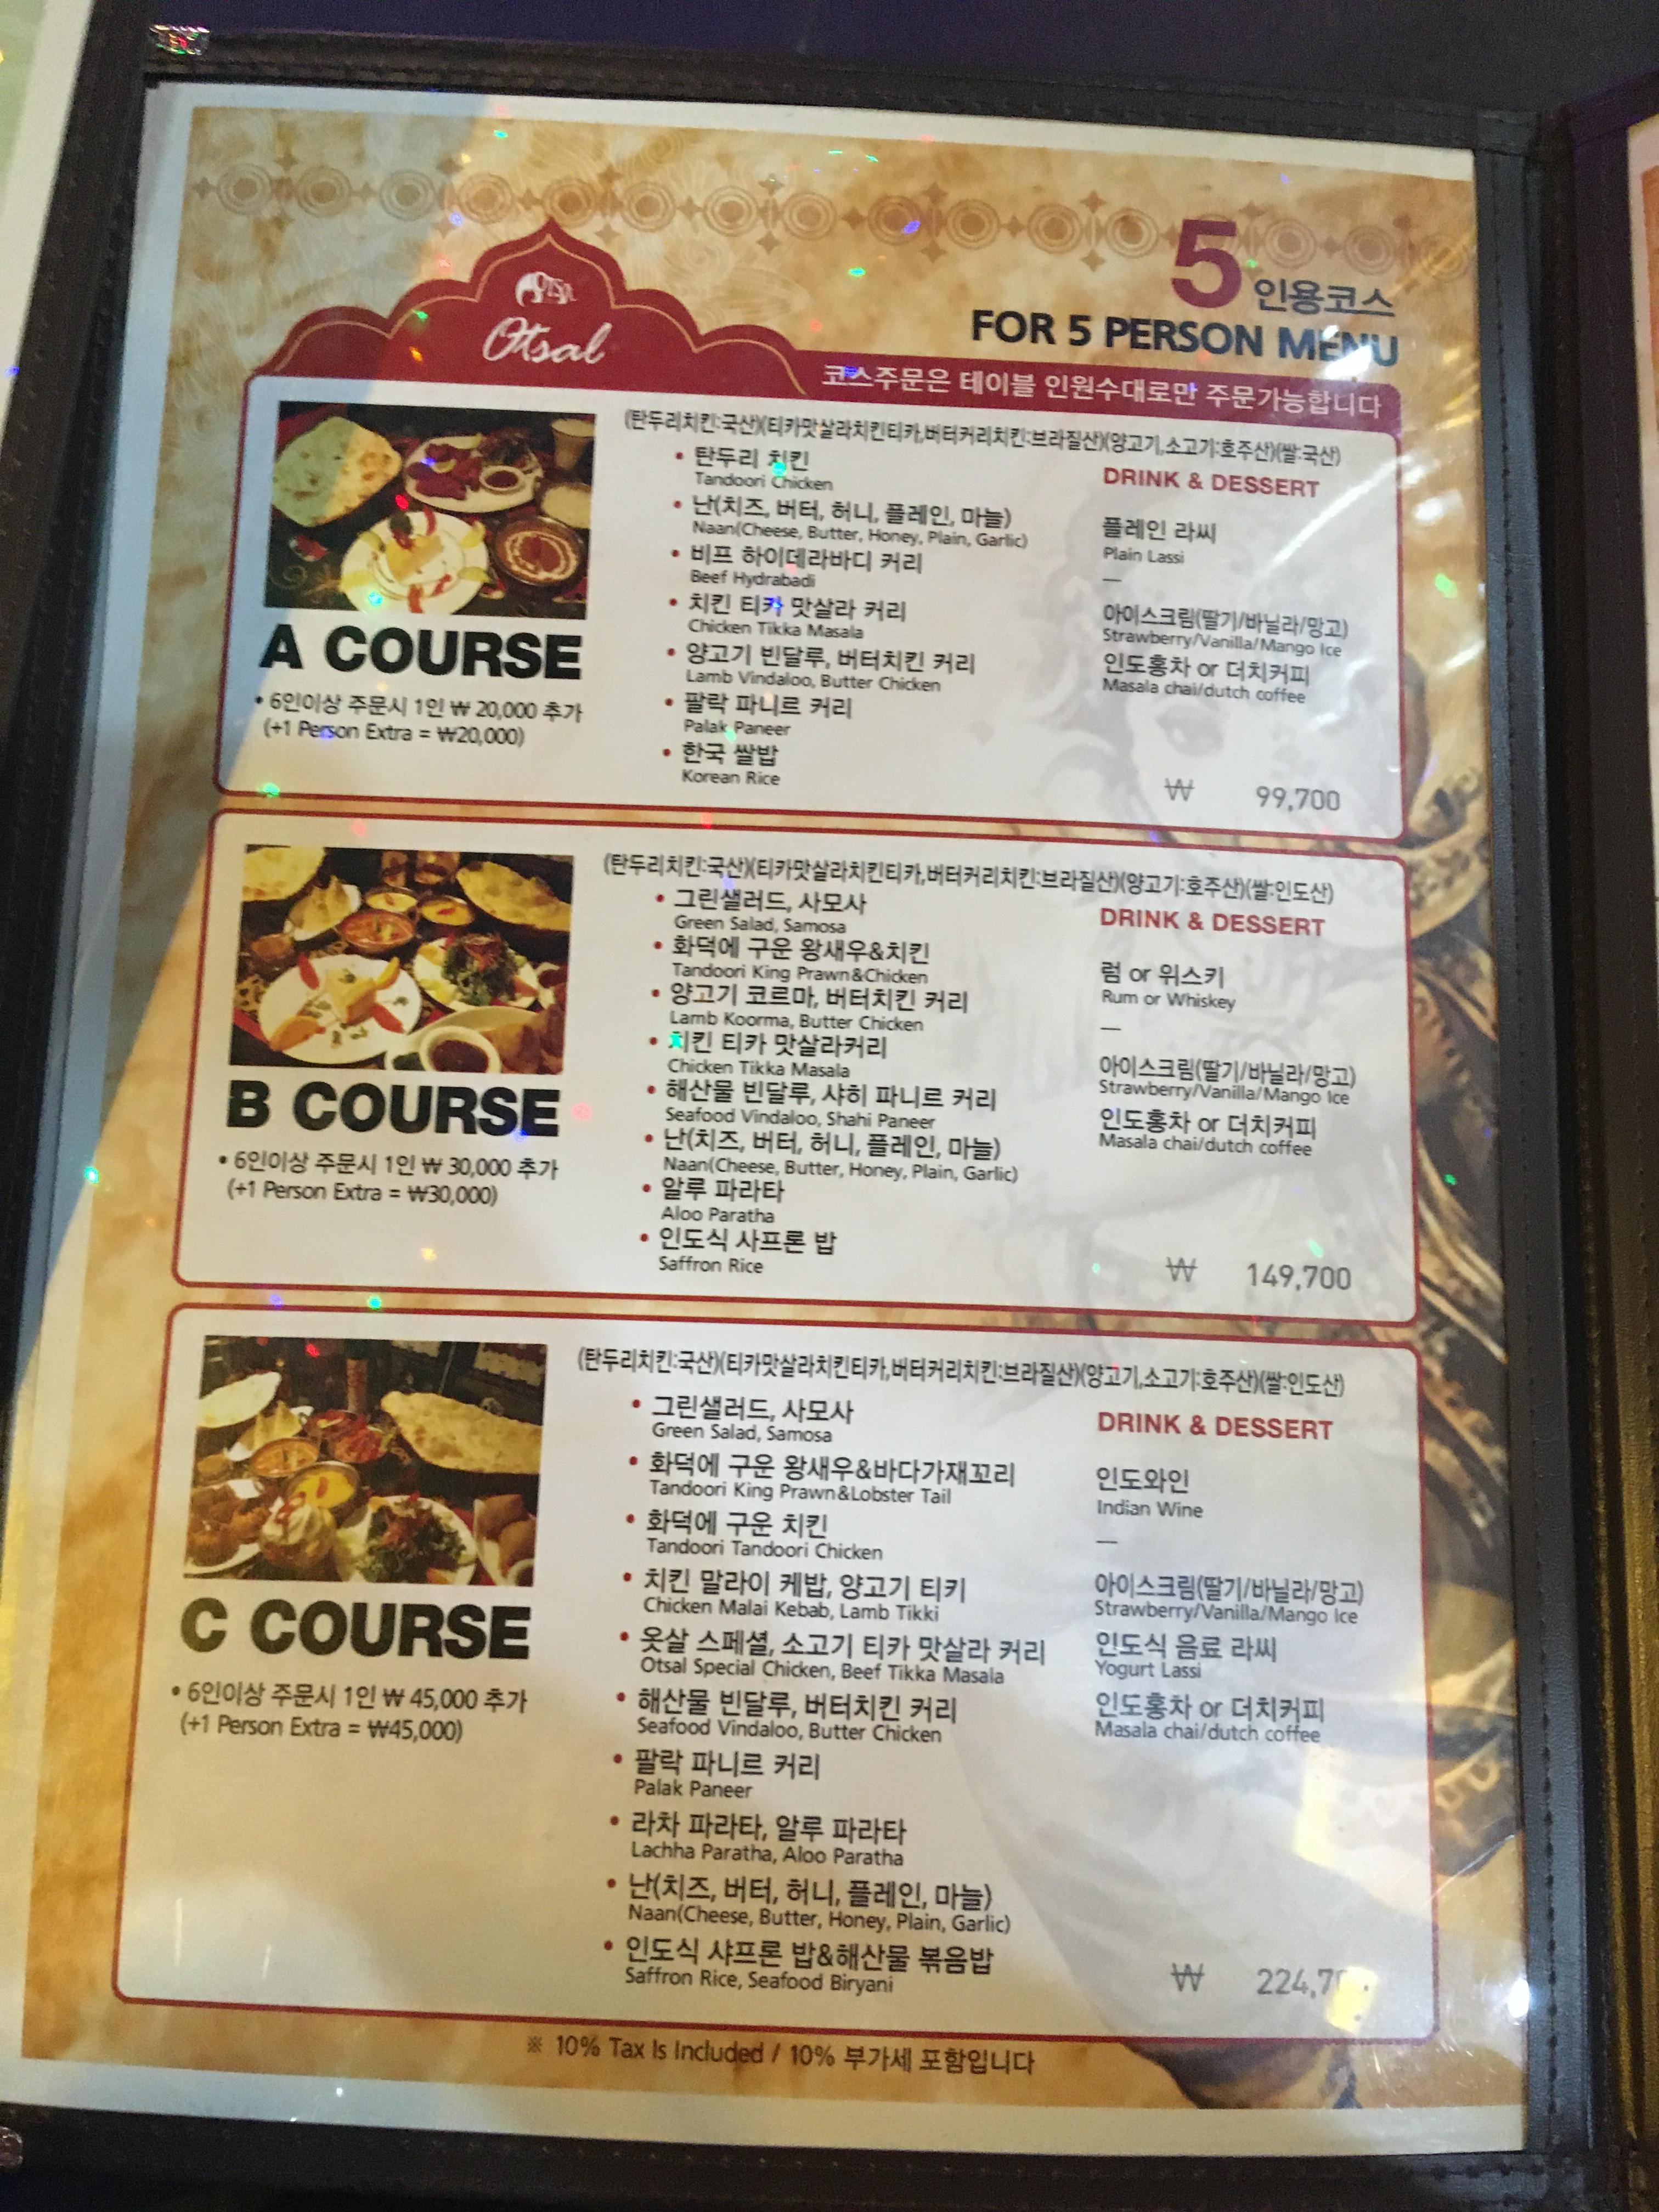 OTSAL
Otsal
5 인용코스
FOR 5 PERSON MENU
코스주문은 테이블 인원수대로만 주문가능합니다
(탄두리치킨:국산)(티카맛살라치킨티카,버터커리치킨:브라질산)(양고기,소고기:호주산)(쌀:국산)
• 탄두리 치킨
Tandoori Chicken
• 난(치즈, 버터, 허니, 플레인, 마늘)
Naan(Cheese, Butter, Honey, Plain, Garlic)
• 비프 하이데라바디 커리
Beef Hydrabadi
• 치킨 티카 맛살라 커리
Chicken Tikka Masala
• 양고기 빈달루, 버터치킨 커리
Lamb Vindaloo, Butter Chicken
• 팔락 파니르 커리
Palak Paneer
• 한국 쌀밥
Korean Rice
DRINK & DESSERT
플레인 라씨
Plain Lassi
—
아이스크림(딸기/바닐라/망고)
Strawberry/Vanilla/Mango Ice
인도홍차 or 더치커피
Masala chai/dutch coffee
₩ 99,700
A COURSE
• 6인이상 주문시 1인 ₩ 20,000 추가
(+1 Person Extra = ₩20,000)
(탄두리치킨:국산)(티카맛살라치킨티카,버터커리치킨:브라질산)(양고기:호주산)(쌀:인도산)
• 그린샐러드, 사모사
Green Salad, Samosa
• 화덕에 구운 왕새우&치킨
Tandoori King Prawn&Chicken
• 양고기 코르마, 버터치킨 커리
Lamb Koorma, Butter Chicken
• 치킨 티카 맛살라커리
Chicken Tikka Masala
• 해산물 빈달루, 샤히 파니르 커리
Seafood Vindaloo, Shahi Paneer
• 난(치즈, 버터, 허니, 플레인, 마늘)
Naan(Cheese, Butter, Honey, Plain, Garlic)
• 알루 파라타
Aloo Paratha
• 인도식 사프론 밥
Saffron Rice
DRINK & DESSERT
럼 or 위스키
Rum or Whiskey
—
아이스크림(딸기/바닐라/망고)
Strawberry/Vanilla/Mango Ice
인도홍차 or 더치커피
Masala chai/dutch coffee
₩ 149,700
B COURSE
• 6인이상 주문시 1인 ₩ 30,000 추가
(+1 Person Extra = ₩30,000)
(탄두리치킨:국산)(티카맛살라치킨티카,버터커리치킨:브라질산)(양고기,소고기:호주산)(쌀:인도산)
• 그린샐러드, 사모사
Green Salad, Samosa
• 화덕에 구운 왕새우&바다가재꼬리
Tandoori King Prawn&Lobster Tail
• 화덕에 구운 치킨
Tandoori Tandoori Chicken
• 치킨 말라이 케밥, 양고기 티키
Chicken Malai Kebab, Lamb Tikki
• 옷살 스페셜, 소고기 티카 맛살라 커리
Otsal Special Chicken, Beef Tikka Masala
• 해산물 빈달루, 버터치킨 커리
Seafood Vindaloo, Butter Chicken
• 팔락 파니르 커리
Palak Paneer
• 라차 파라타, 알루 파라타
Lachha Paratha, Aloo Paratha
• 난(치즈, 버터, 허니, 플레인, 마늘)
Naan(Cheese, Butter, Honey, Plain, Garlic)
• 인도식 샤프론 밥&해산물 볶음밥
Saffron Rice, Seafood Biryani
DRINK & DESSERT
인도와인
Indian Wine
—
아이스크림(딸기/바닐라/망고)
Strawberry/Vanilla/Mango Ice
인도식 음료 라씨
Yogurt Lassi
인도홍차 or 더치커피
Masala chai/dutch coffee
₩
C COURSE
• 6인이상 주문시 1인 ₩ 45,000 추가
(+1 Person Extra = ₩45,000)
※ 10% Tax Is Included / 10% 부가세 포함입니다